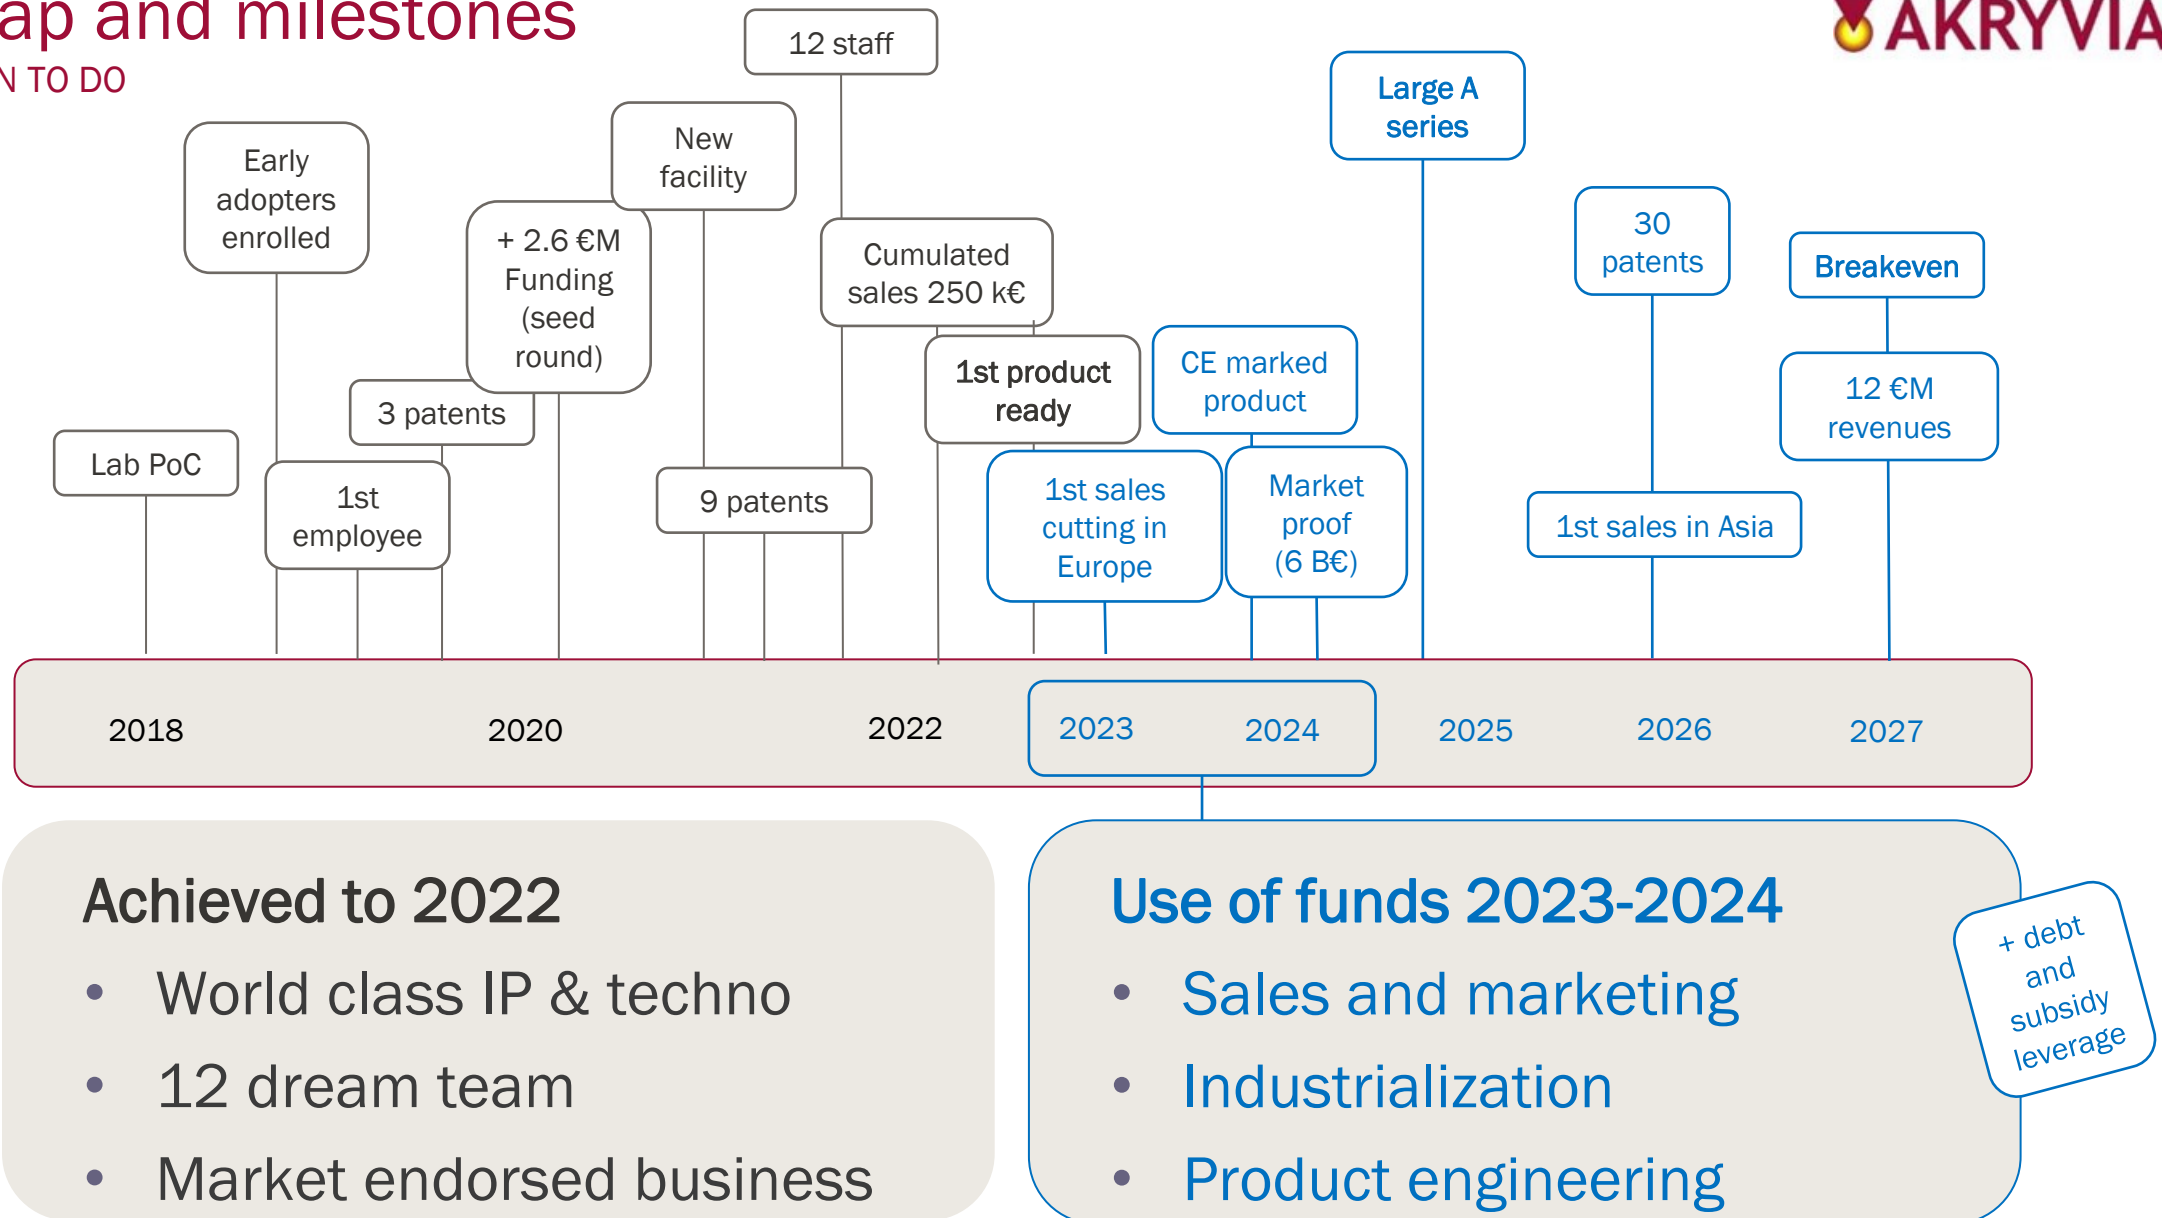 ap and milestones
N TO DO
AKRYVIA
12 staff
Large A
series
New
facility
Early
adopters
enrolled
+ 2.6 €M
Funding
(seed
round)
Cumulated
sales 250 k€
30
patents
Breakeven
1st product
ready
CE marked
product
12 €M
revenues
3 patents
Lab PoC
1st
employee
9 patents
1st sales
cutting in
Europe
Market
proof
(6 B€)
1st sales in Asia
2018
2020
2022
2023
2024
2025
2026
2027
Achieved to 2022
• World class IP & techno
• 12 dream team
• Market endorsed business
Use of funds 2023-2024
• Sales and marketing
• Industrialization
• Product engineering
+ debt
and
subsidy
leverage